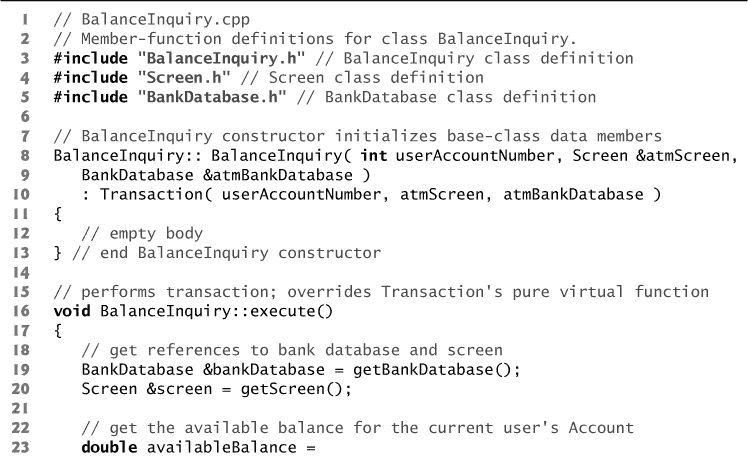 1 // BalanceInquiry.cpp
2 // Member-function definitions for class BalanceInquiry.
3 #include "BalanceInquiry.h" // BalanceInquiry class definition
4 #include "Screen.h" // Screen class definition
5 #include "BankDatabase.h" // BankDatabase class definition
6
7 // BalanceInquiry constructor initializes base-class data members
8 BalanceInquiry:: BalanceInquiry( int userAccountNumber, Screen &atmScreen,
9 BankDatabase &atmBankDatabase )
10 : Transaction( userAccountNumber, atmScreen, atmBankDatabase )
11 {
12 // empty body
13 } // end BalanceInquiry constructor
14
15 // performs transaction; overrides Transaction's pure virtual function
16 void BalanceInquiry::execute()
17 {
18 // get references to bank database and screen
19 BankDatabase &bankDatabase = getBankDatabase();
20 Screen &screen = getScreen();
21
22 // get the available balance for the current user's Account
23 double availableBalance =